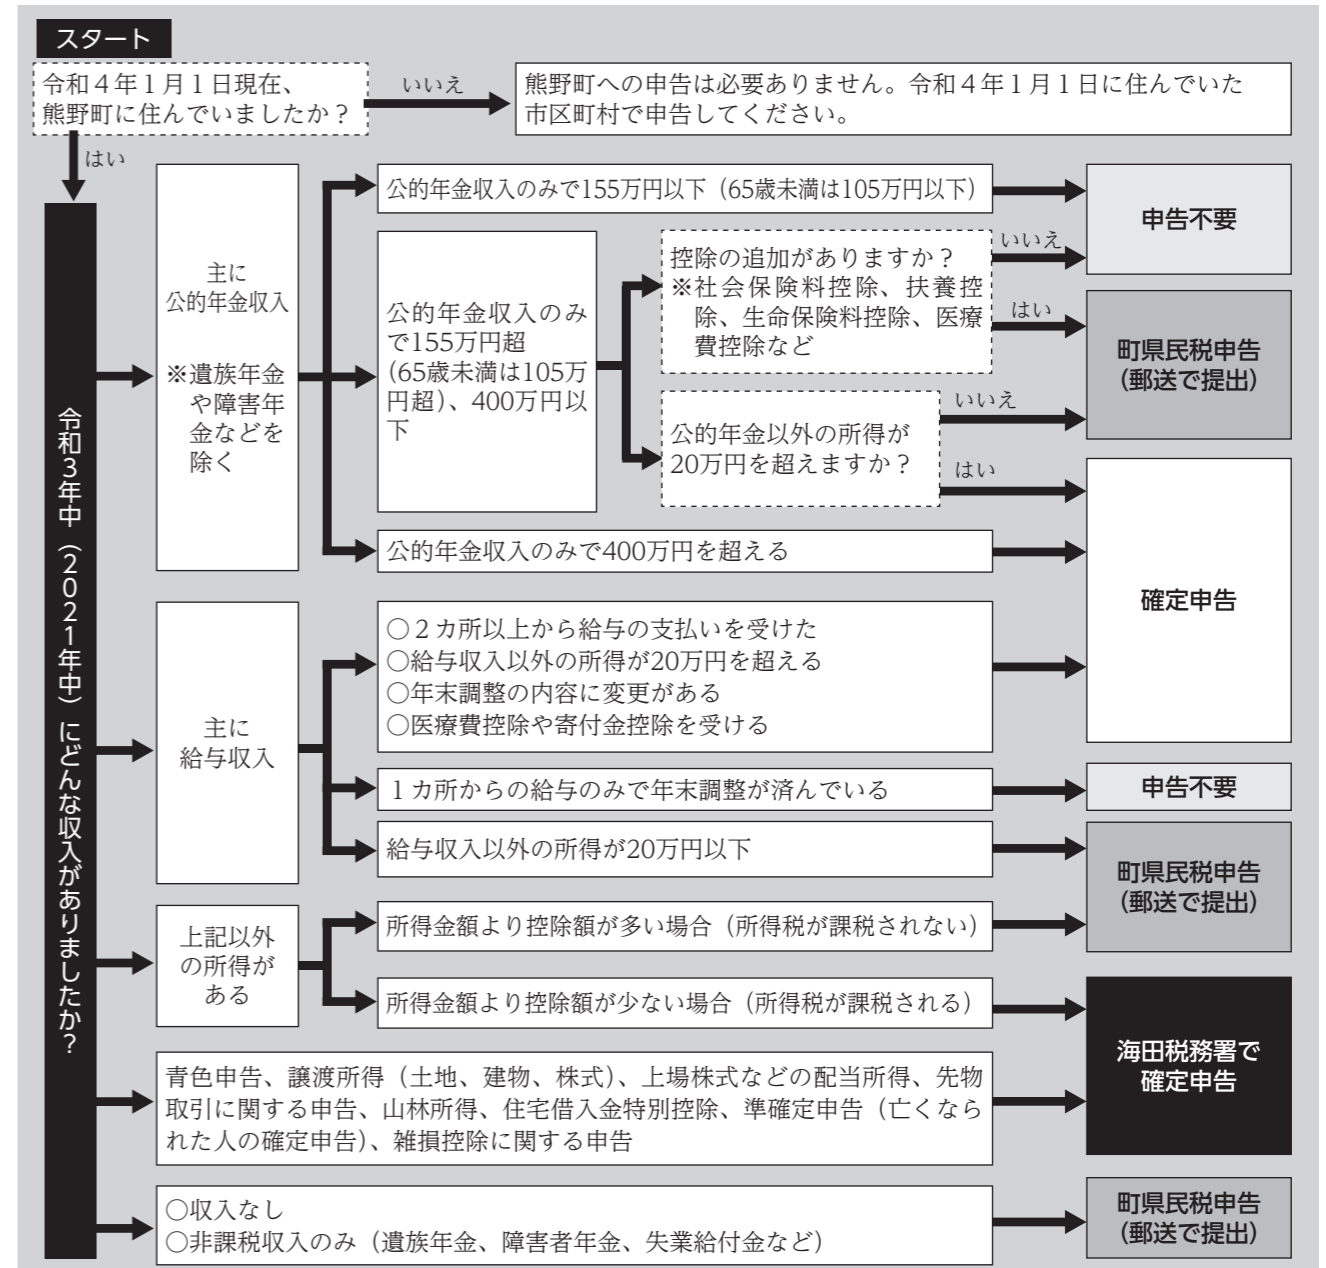 スタート
令和４年１月１日現在、
熊野町に住んでいましたか？
いいえ
熊野町への申告は必要ありません。令和４年１月１日に住んでいた
市区町村で申告してください。
はい
令和３年中（２０２１年中）にどんな収入がありましたか？
主に
公的年金収入
※遺族年金
や障害年
金などを
除く
公的年金収入のみで155万円以下（65歳未満は105万円以下）
申告不要
公的年金収入のみ
で155万円超
（65歳未満は105万
円超）、400万円以
下
控除の追加がありますか？
※社会保険料控除、扶養控
除、生命保険料控除、医療
費控除など
いいえ
はい
町県民税申告
（郵送で提出）
公的年金以外の所得が
20万円を超えますか？
いいえ
はい
公的年金収入のみで400万円を超える
確定申告
主に
給与収入
○２カ所以上から給与の支払いを受けた
○給与収入以外の所得が20万円を超える
○年末調整の内容に変更がある
○医療費控除や寄付金控除を受ける
１カ所からの給与のみで年末調整が済んでいる
申告不要
給与収入以外の所得が20万円以下
町県民税申告
（郵送で提出）
上記以外
の所得が
ある
所得金額より控除額が多い場合（所得税が課税されない）
所得金額より控除額が少ない場合（所得税が課税される）
海田税務署で
確定申告
青色申告、譲渡所得（土地、建物、株式）、上場株式などの配当所得、先物
取引に関する申告、山林所得、住宅借入金特別控除、準確定申告（亡くなら
れた人の確定申告）、雑損控除に関する申告
○収入なし
○非課税収入のみ（遺族年金、障害者年金、失業給付金など）
町県民税申告
（郵送で提出）